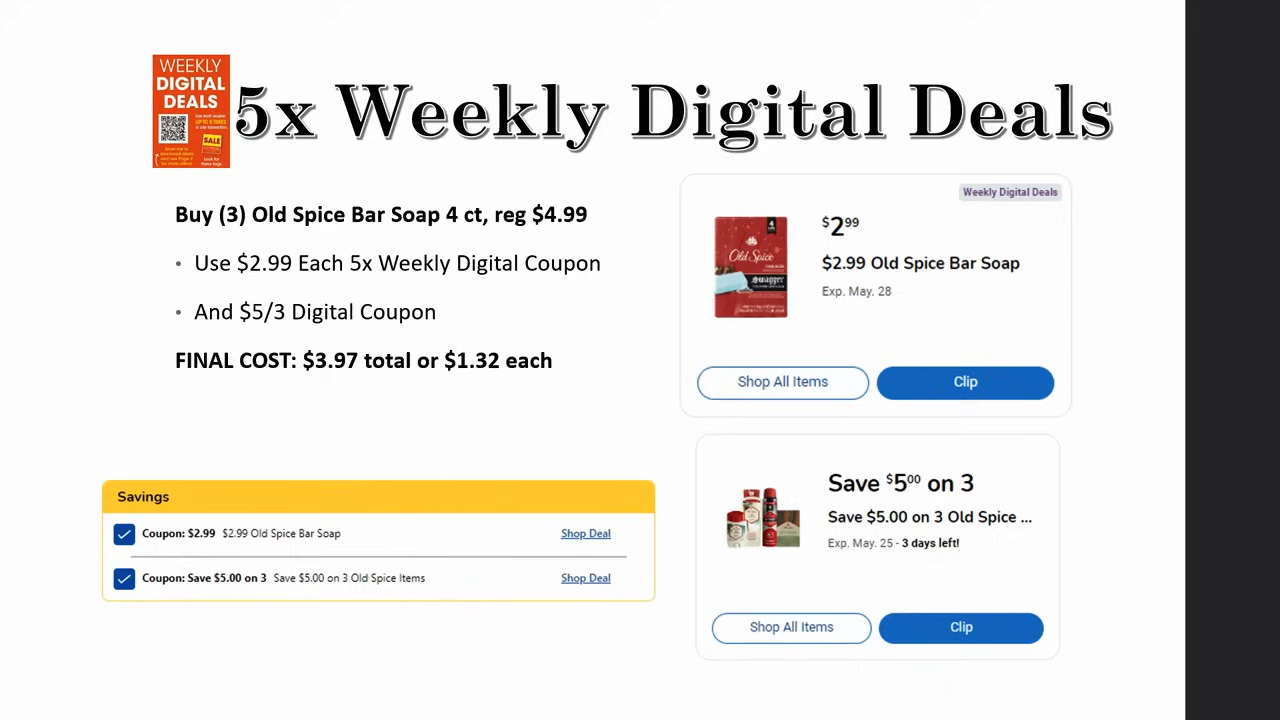 WEEKLY
DIGITAL
DEALS
SALE
5x Weekly Digital Deals
Buy (3) Old Spice Bar Soap 4 ct, reg $4.99
• Use $2.99 Each 5x Weekly Digital Coupon
• And $5/3 Digital Coupon
FINAL COST: $3.97 total or $1.32 each
Weekly Digital Deals
$2 99
$2.99 Old Spice Bar Soap
Exp. May. 28
Old Spice
Swagger
Shop All Items
Clip
Save $5 00 on 3
Save $5.00 on 3 Old Spice ...
Exp. May. 25 - 3 days left!
Shop All Items
Clip
Savings
Coupon: $2.99 $2.99 Old Spice Bar Soap
Shop Deal
Coupon: Save $5.00 on 3 Save $5.00 on 3 Old Spice Items
Shop Deal